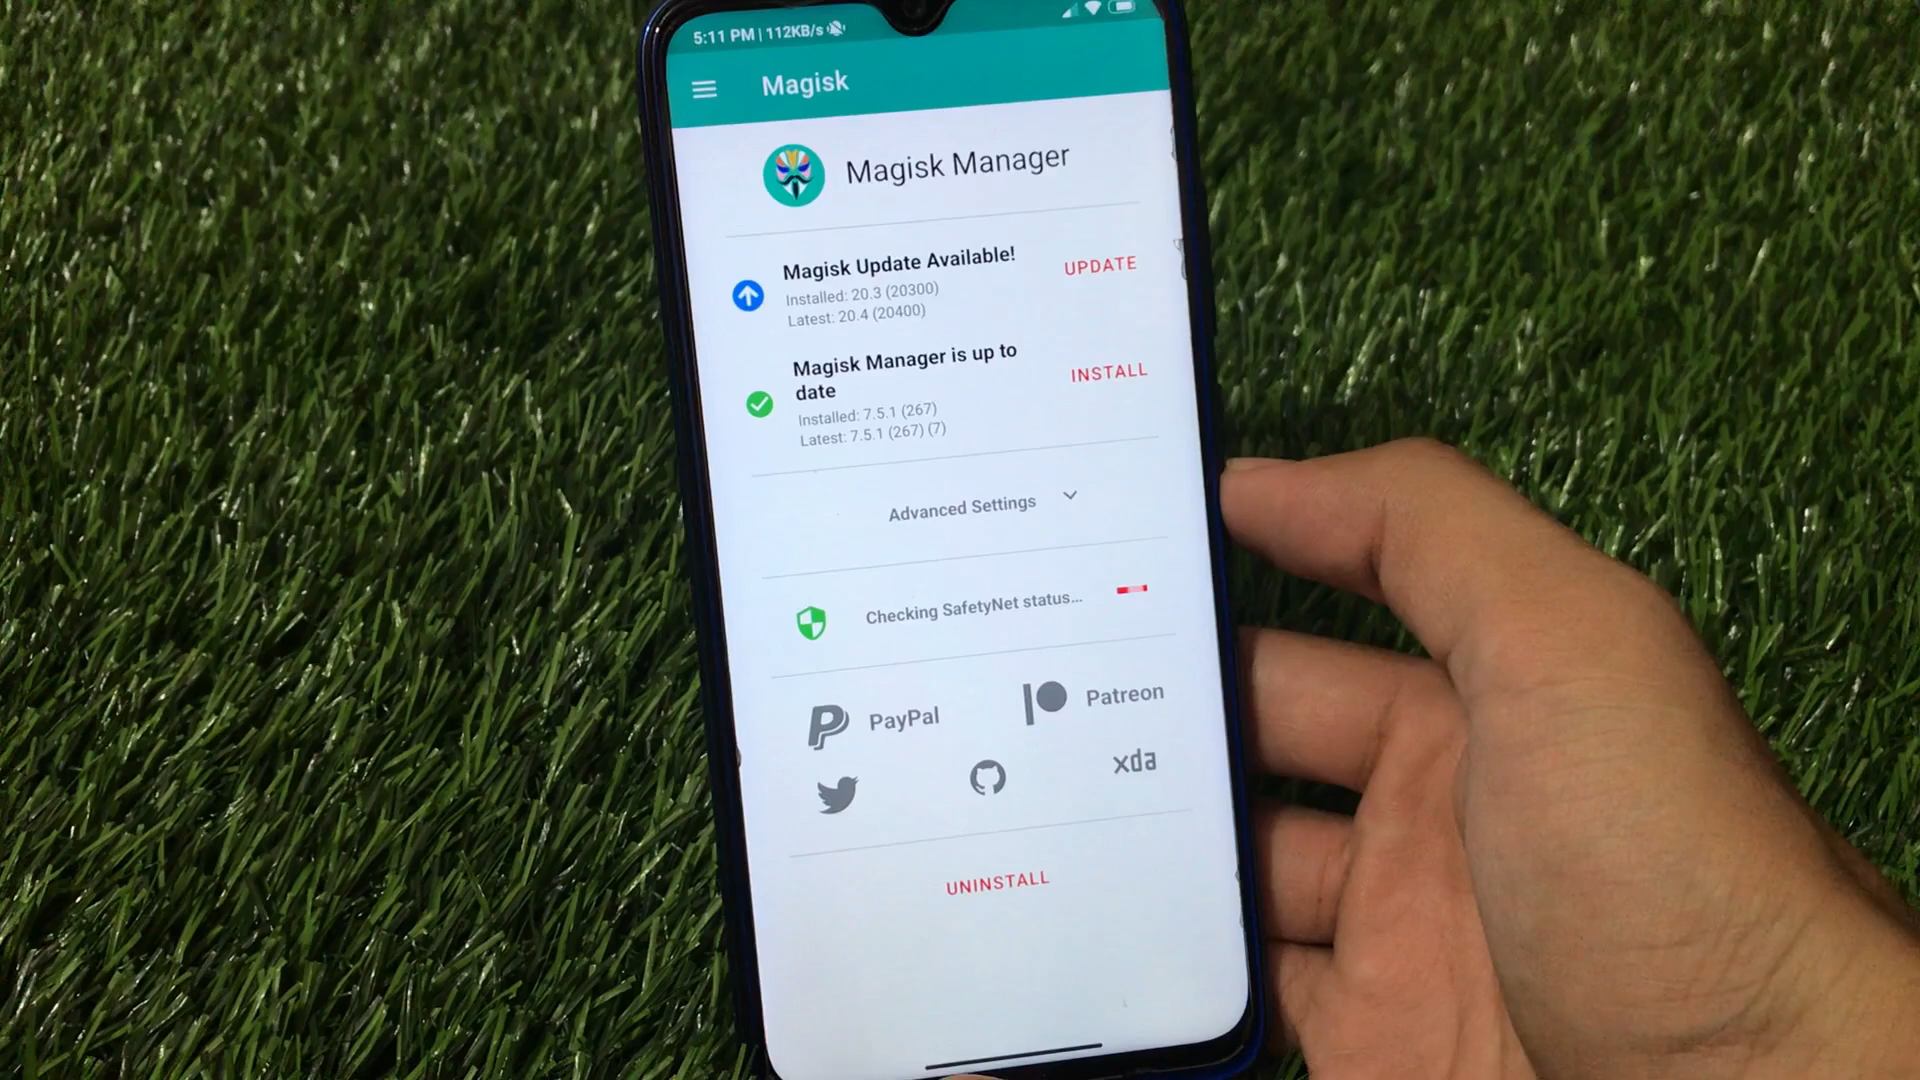 5:11 PM | 112KB/s
Magisk
Magisk Manager
Magisk Update Available!
Installed: 20.3 (20300)
Latest: 20.4 (20400)
UPDATE
Magisk Manager is up to
date
Installed: 7.5.1 (267)
Latest: 7.5.1 (267) (7)
INSTALL
Advanced Settings
Checking SafetyNet status...
PayPal
Patreon
xda
UNINSTALL